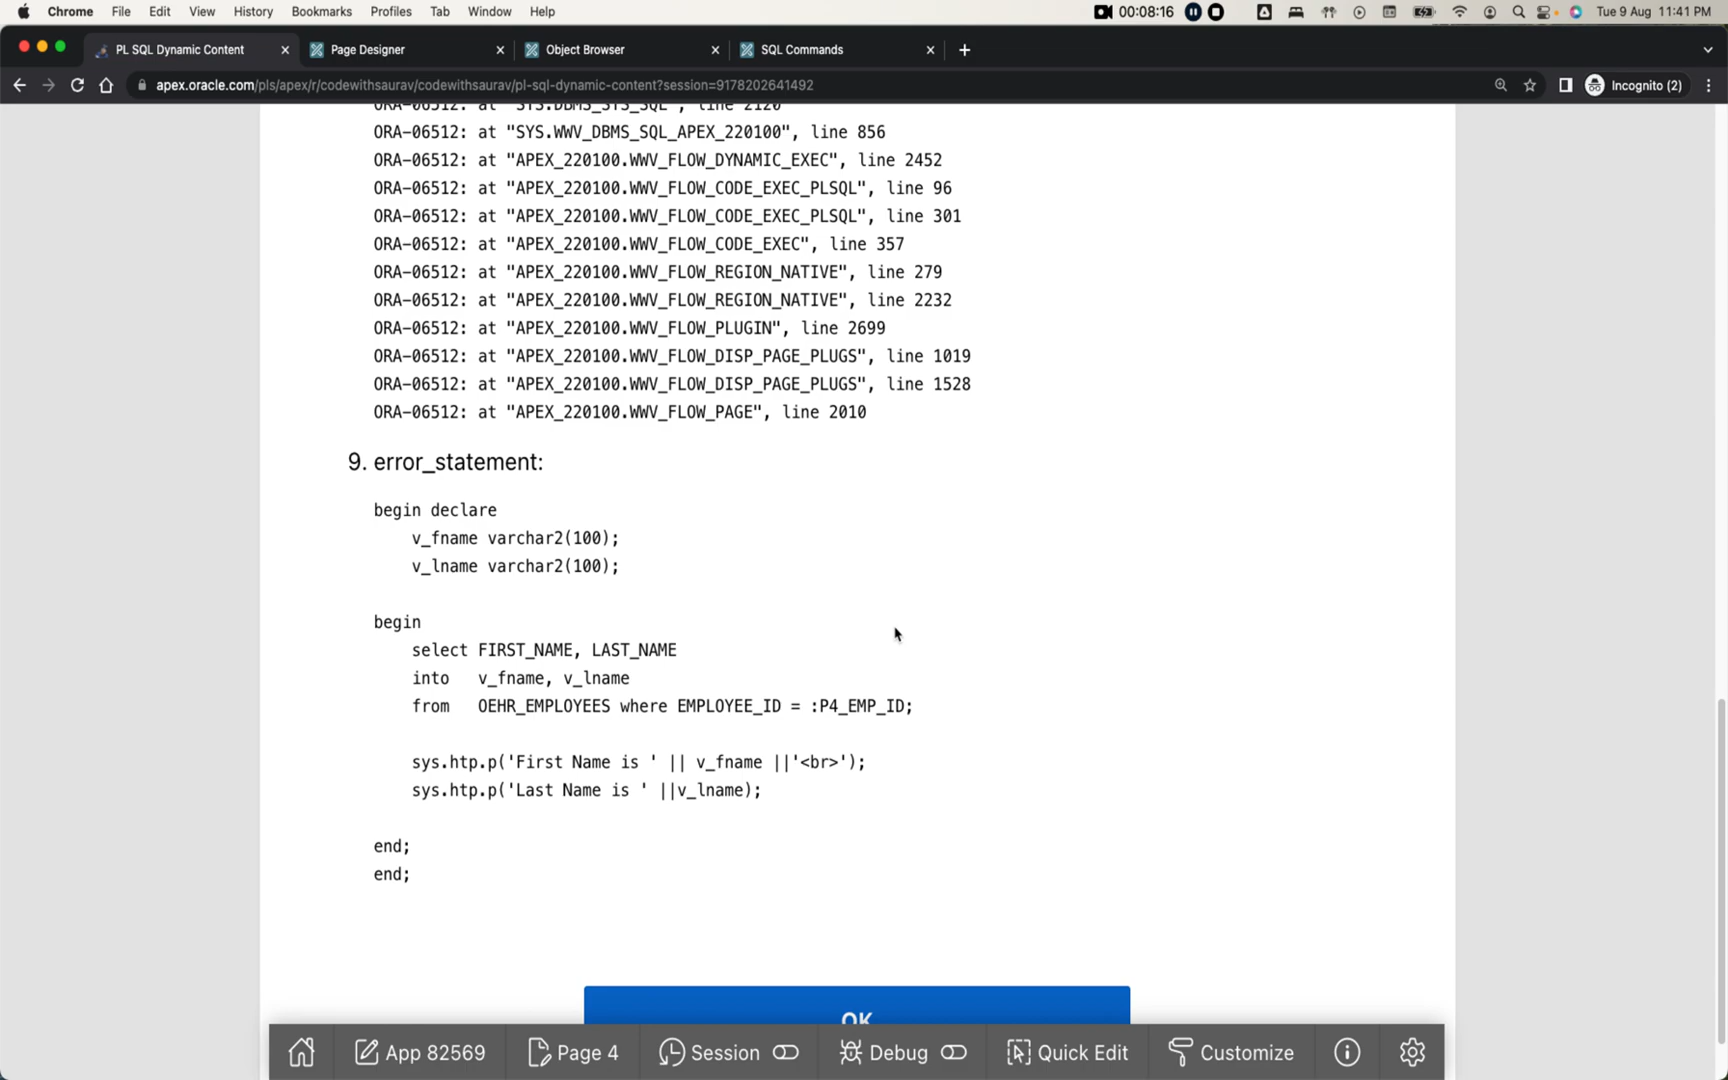 Chrome File Edit View History Bookmarks Profiles Tab Window Help 00:08:16 Tue 9 Aug 11:41 PM
PL SQL Dynamic Content Page Designer Object Browser SQL Commands
apex.oracle.com/pls/apex/r/codewithsaurav/codewithsaurav/pl-sql-dynamic-content?session=9178202641492 Incognito (2)
ORA-06512: at "SYS.DBMS_SYS_SQL", line 2120
ORA-06512: at "SYS.WWV_DBMS_SQL_APEX_220100", line 856
ORA-06512: at "APEX_220100.WWV_FLOW_DYNAMIC_EXEC", line 2452
ORA-06512: at "APEX_220100.WWV_FLOW_CODE_EXEC_PLSQL", line 96
ORA-06512: at "APEX_220100.WWV_FLOW_CODE_EXEC_PLSQL", line 301
ORA-06512: at "APEX_220100.WWV_FLOW_CODE_EXEC", line 357
ORA-06512: at "APEX_220100.WWV_FLOW_REGION_NATIVE", line 279
ORA-06512: at "APEX_220100.WWV_FLOW_REGION_NATIVE", line 2232
ORA-06512: at "APEX_220100.WWV_FLOW_PLUGIN", line 2699
ORA-06512: at "APEX_220100.WWV_FLOW_DISP_PAGE_PLUGS", line 1019
ORA-06512: at "APEX_220100.WWV_FLOW_DISP_PAGE_PLUGS", line 1528
ORA-06512: at "APEX_220100.WWV_FLOW_PAGE", line 2010
9. error_statement:
begin declare
v_fname varchar2(100);
v_lname varchar2(100);
begin
select FIRST_NAME, LAST_NAME
into v_fname, v_lname
from OEHR_EMPLOYEES where EMPLOYEE_ID = :P4_EMP_ID;
sys.htp.p('First Name is ' || v_fname ||'<br>');
sys.htp.p('Last Name is ' ||v_lname);
end;
end;
OK
App 82569 Page 4 Session Debug Quick Edit Customize